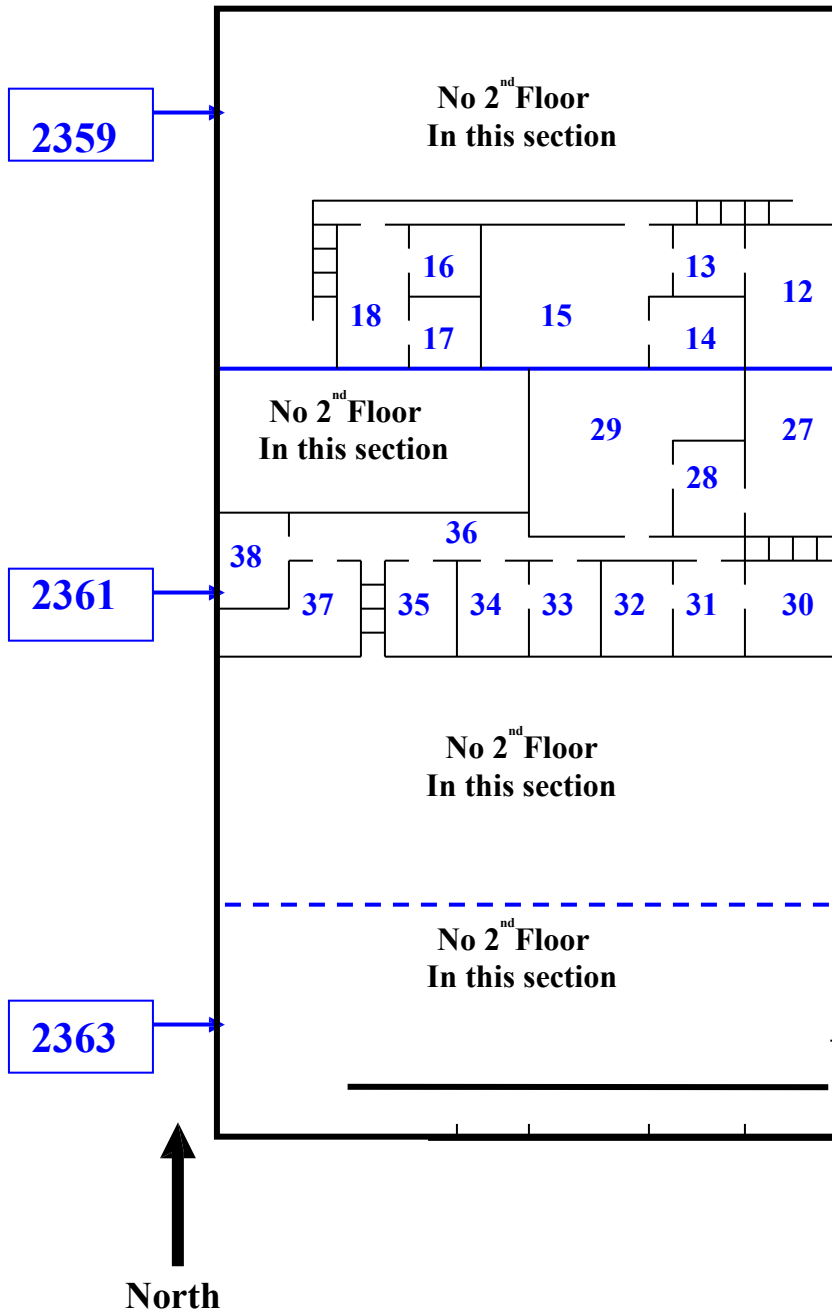 No 2nd Floor
In this section
2359
16
13
12
18
17
15
14
No 2nd Floor
In this section
29
27
28
36
38
2361
37
35
34
33
32
31
30
No 2nd Floor
In this section
No 2nd Floor
In this section
2363
North